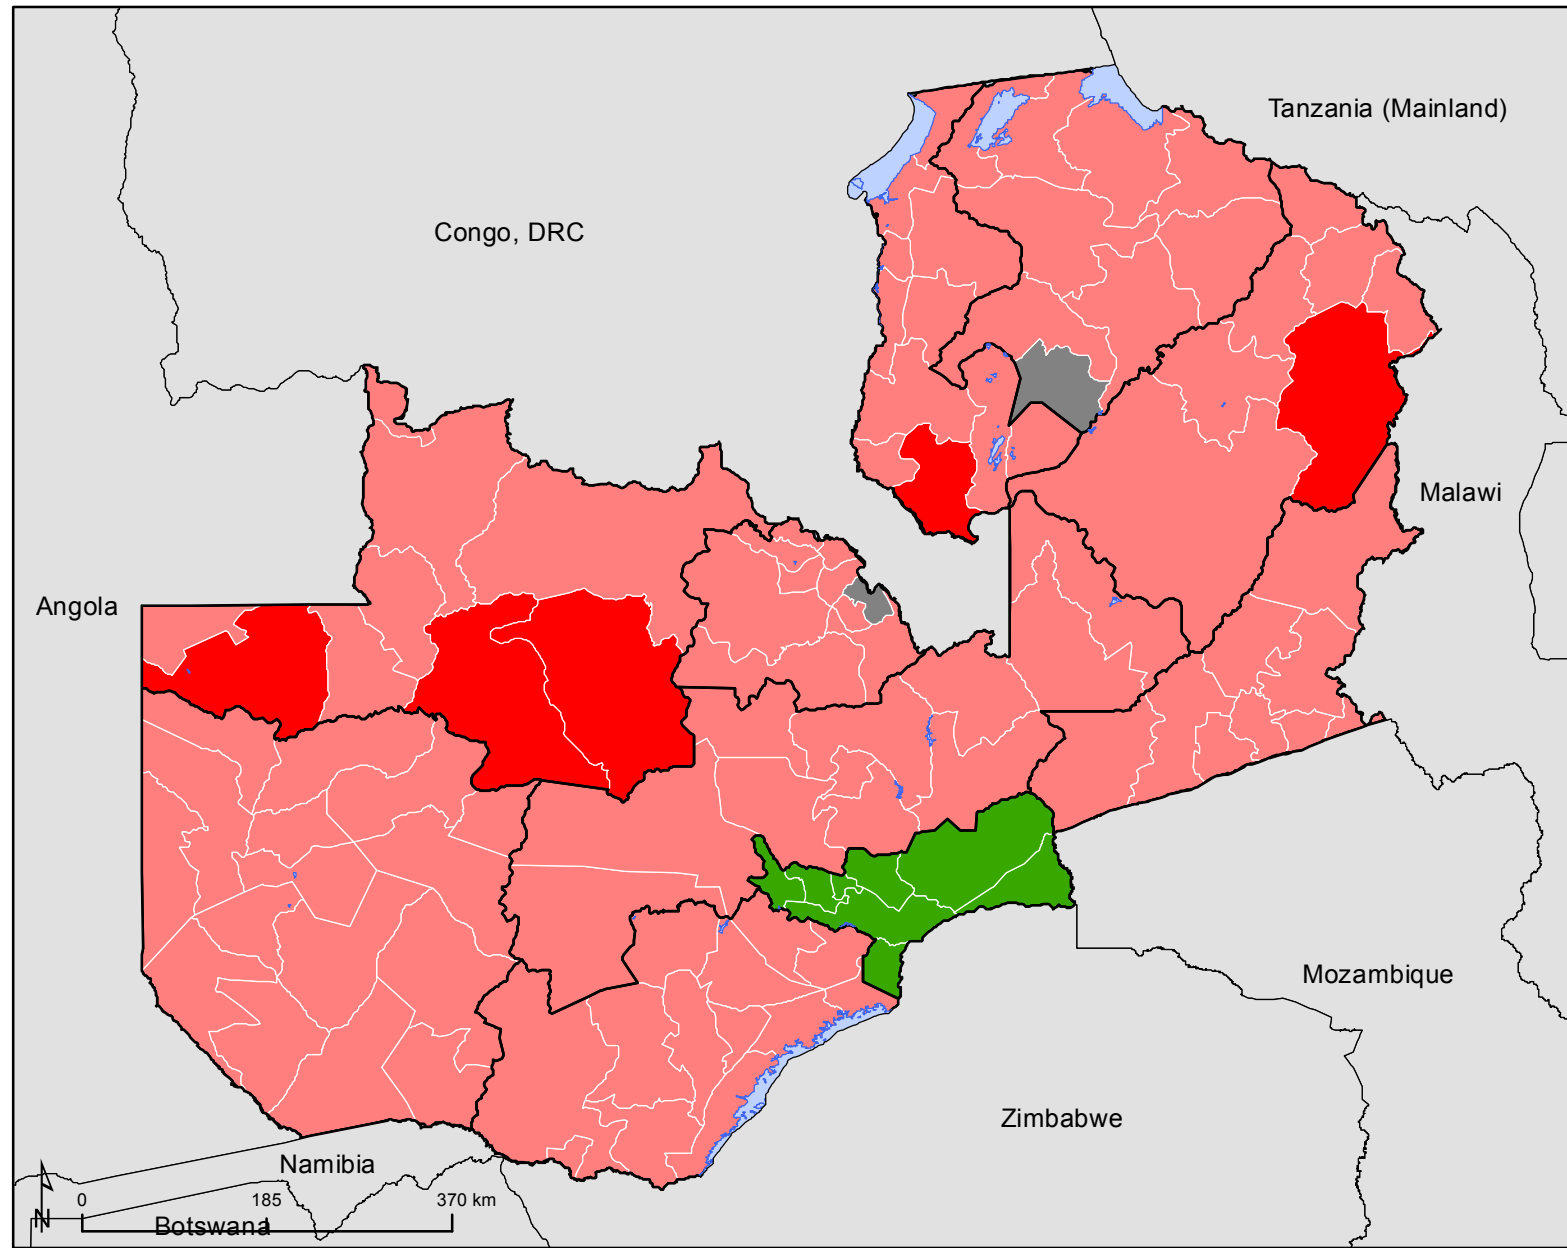 Tanzania (Mainland)
Congo, DRC
Malawi
Angola
Mozambique
Zimbabwe
Namibia
0 185 370 km
N
Botswana